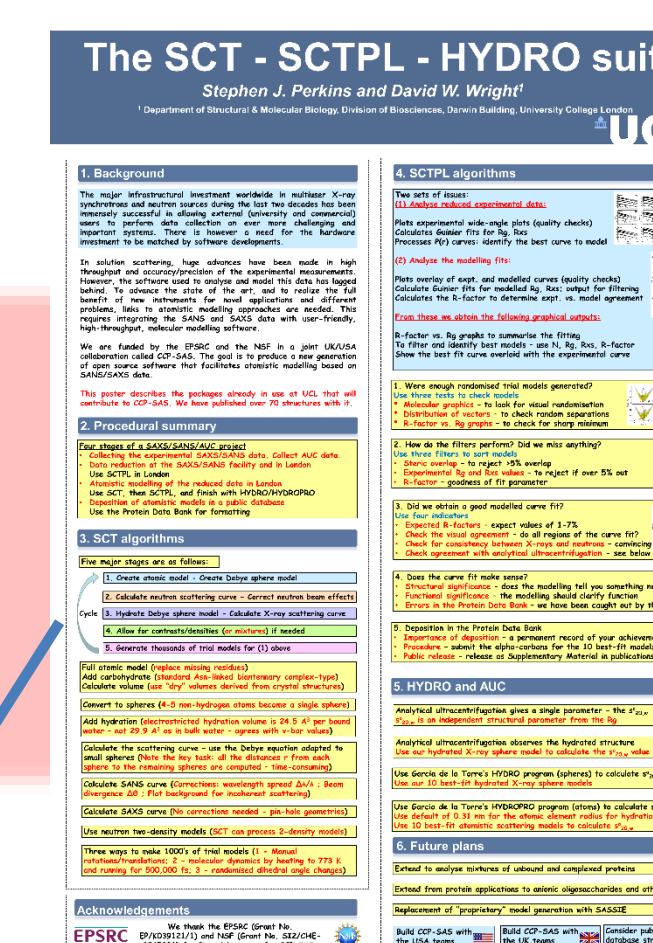 The SCT - SCTPL - HYDRO suit
Stephen J. Perkins and David W. Wright¹
¹ Department of Structural & Molecular Biology, Division of Biosciences, Darwin Building, University College London
1. Background
The major infrastructural investment worldwide in multiuser X-ray
synchrotrons and neutron sources during the last two decades has been
immensely successful in allowing external (university and commercial)
users to perform data collection on ever more challenging and
important systems. There is however a need for the hardware
investment to be matched by software developments.
In solution scattering, huge advances have been made in high
throughput and accuracy/precision of the experimental measurements.
However, the software used to analyse and model this data has lagged
behind. To advance the state of the art, and to realize the full
benefit of new instruments for novel applications and different
problems, links to atomistic modelling approaches are needed. This
requires integrating the SANS and SAXS data with user-friendly,
high-throughput, molecular modelling software.
We are funded by the EPSRC and the NSF in a joint UK/USA
collaboration called CCP-SAS. The goal is to produce a new generation
of open source software that facilitates atomistic modelling based on
SANS/SAXS data.
This poster describes the packages already in use at UCL that will
contribute to CCP-SAS. We have published over 70 structures with it.
2. Procedural summary
Four stages of a SAXS/SANS/AUC project
• Collecting the experimental SAXS/SANS data, Collect AUC data.
• Data reduction at the SAXS/SANS facility and in London
Use SCTPL in London
• Atomistic modelling of the reduced data in London
Use SCT, then SCTPL, and finish with HYDRO/HYDROPRO
• Deposition of atomistic models in a public database
Use the Protein Data Bank for formatting
3. SCT algorithms
Five major stages are as follows:
1. Create atomic model - Create Debye sphere model
2. Calculate neutron scattering curve – Correct neutron beam effects
Cycle
3. Hydrate Debye sphere model – Calculate X-ray scattering curve
4. Allow for contrasts/densities (or mixtures) if needed
5. Generate thousands of trial models for (1) above
Full atomic model (replace missing residues)
Add carbohydrate (standard Asn-linked biantennary complex-type)
Calculate volume (use "dry" volumes derived from crystal structures)
Convert to spheres (4-5 non-hydrogen atoms become a single sphere)
Add hydration (electrostricted hydration volume is 24.5 Å³ per bound
water – not 29.9 Å³ as in bulk water – agrees with v-bar values)
Calculate the scattering curve – use the Debye equation adapted to
small spheres (Note the key task: all the distances r from each
sphere to the remaining spheres are computed - time-consuming)
Calculate SANS curve (Corrections: wavelength spread Δλ/λ ; Beam
divergence Δθ ; Flat background for incoherent scattering)
Calculate SAXS curve (No corrections needed - pin-hole geometries)
Use neutron two-density models (SCT can process 2-density models)
Three ways to make 1000's of trial models (1 - Manual
rotations/translations; 2 – molecular dynamics by heating to 773 K
and running for 500,000 fs; 3 - randomised dihedral angle changes)
Acknowledgements
EPSRC
We thank the EPSRC (Grant No.
EP/K039121/1) and NSF (Grant No. SI2/CHE-
4. SCTPL algorithms
Two sets of issues:
(1) Analyse reduced experimental data:
Plots experimental wide-angle plots (quality checks)
Calculates Guinier fits for Rg, Rxs
Processes P(r) curves: identify the best curve to model
(2) Analyse the modelling fits:
Plots overlay of expt. and modelled curves (quality checks)
Calculate Guinier fits for modelled Rg, Rxs; output for filtering
Calculates the R-factor to determine expt. vs. model agreement
From these we obtain the following graphical outputs:
R-factor vs. Rg graphs to summarise the fitting
To filter and identify best models - use N, Rg, Rxs, R-factor
Show the best fit curve overlaid with the experimental curve
1. Were enough randomised trial models generated?
Use three tests to check models
• Molecular graphics – to look for visual randomisation
• Distribution of vectors – to check random separations
• R-factor vs. Rg graphs – to check for sharp minimum
2. How do the filters perform? Did we miss anything?
Use three filters to sort models
• Steric overlap – to reject >5% overlap
• Experimental Rg and Rxs values – to reject if over 5% out
• R-factor – goodness of fit parameter
3. Did we obtain a good modelled curve fit?
Use four indicators
• Expected R-factors – expect values of 1-7%
• Check the visual agreement – do all regions of the curve fit?
• Check for consistency between X-rays and neutrons – convincing
• Check agreement with analytical ultracentrifugation – see below
4. Does the curve fit make sense?
• Structural significance – does the modelling tell you something n
• Functional significance – the modelling should clarify function
• Errors in the Protein Data Bank – we have been caught out by th
5. Deposition in the Protein Data Bank
• Importance of deposition – a permanent record of your achievem
• Procedure – submit the alpha-carbons for the 10 best-fit models
• Public release – release as Supplementary Material in publications
5. HYDRO and AUC
Analytical ultracentrifugation gives a single parameter – the s⁰20,w
s⁰20,w is an independent structural parameter from the Rg
Analytical ultracentrifugation observes the hydrated structure
Use our hydrated X-ray sphere model to calculate the s⁰20,w value
Use Garcia de la Torre's HYDRO program (spheres) to calculate s⁰2
Use our 10 best-fit hydrated X-ray sphere models
Use Garcia de la Torre's HYDROPRO program (atoms) to calculate
Use default of 0.31 nm for the atomic element radius for hydratio
Use 10 best-fit atomistic scattering models to calculate s⁰20,w
6. Future plans
Extend to analyse mixtures of unbound and complexed proteins
Extend from protein applications to anionic oligosaccharides and oth
Replacement of "proprietary" model generation with SASSIE
Build CCP-SAS with
the USA teams
Build CCP-SAS with
the UK teams
Consider pub
database st